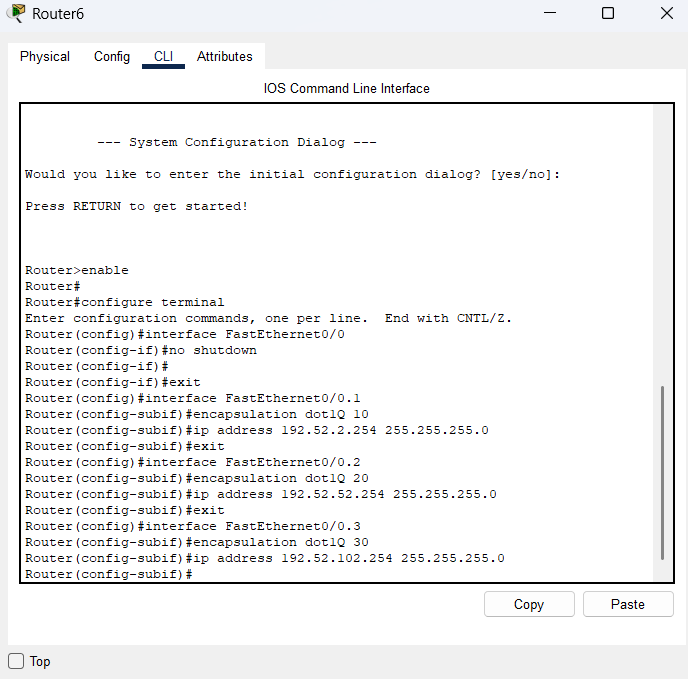 Router6
Physical Config CLI Attributes
IOS Command Line Interface
--- System Configuration Dialog ---
Would you like to enter the initial configuration dialog? [yes/no]:
Press RETURN to get started!
Router>enable
Router#
Router#configure terminal
Enter configuration commands, one per line.  End with CNTL/Z.
Router(config)#interface FastEthernet0/0
Router(config-if)#no shutdown
Router(config-if)#
Router(config-if)#exit
Router(config)#interface FastEthernet0/0.1
Router(config-subif)#encapsulation dot1Q 10
Router(config-subif)#ip address 192.52.2.254 255.255.255.0
Router(config-subif)#exit
Router(config)#interface FastEthernet0/0.2
Router(config-subif)#encapsulation dot1Q 20
Router(config-subif)#ip address 192.52.52.254 255.255.255.0
Router(config-subif)#exit
Router(config)#interface FastEthernet0/0.3
Router(config-subif)#encapsulation dot1Q 30
Router(config-subif)#ip address 192.52.102.254 255.255.255.0
Router(config-subif)#
Copy Paste
Top